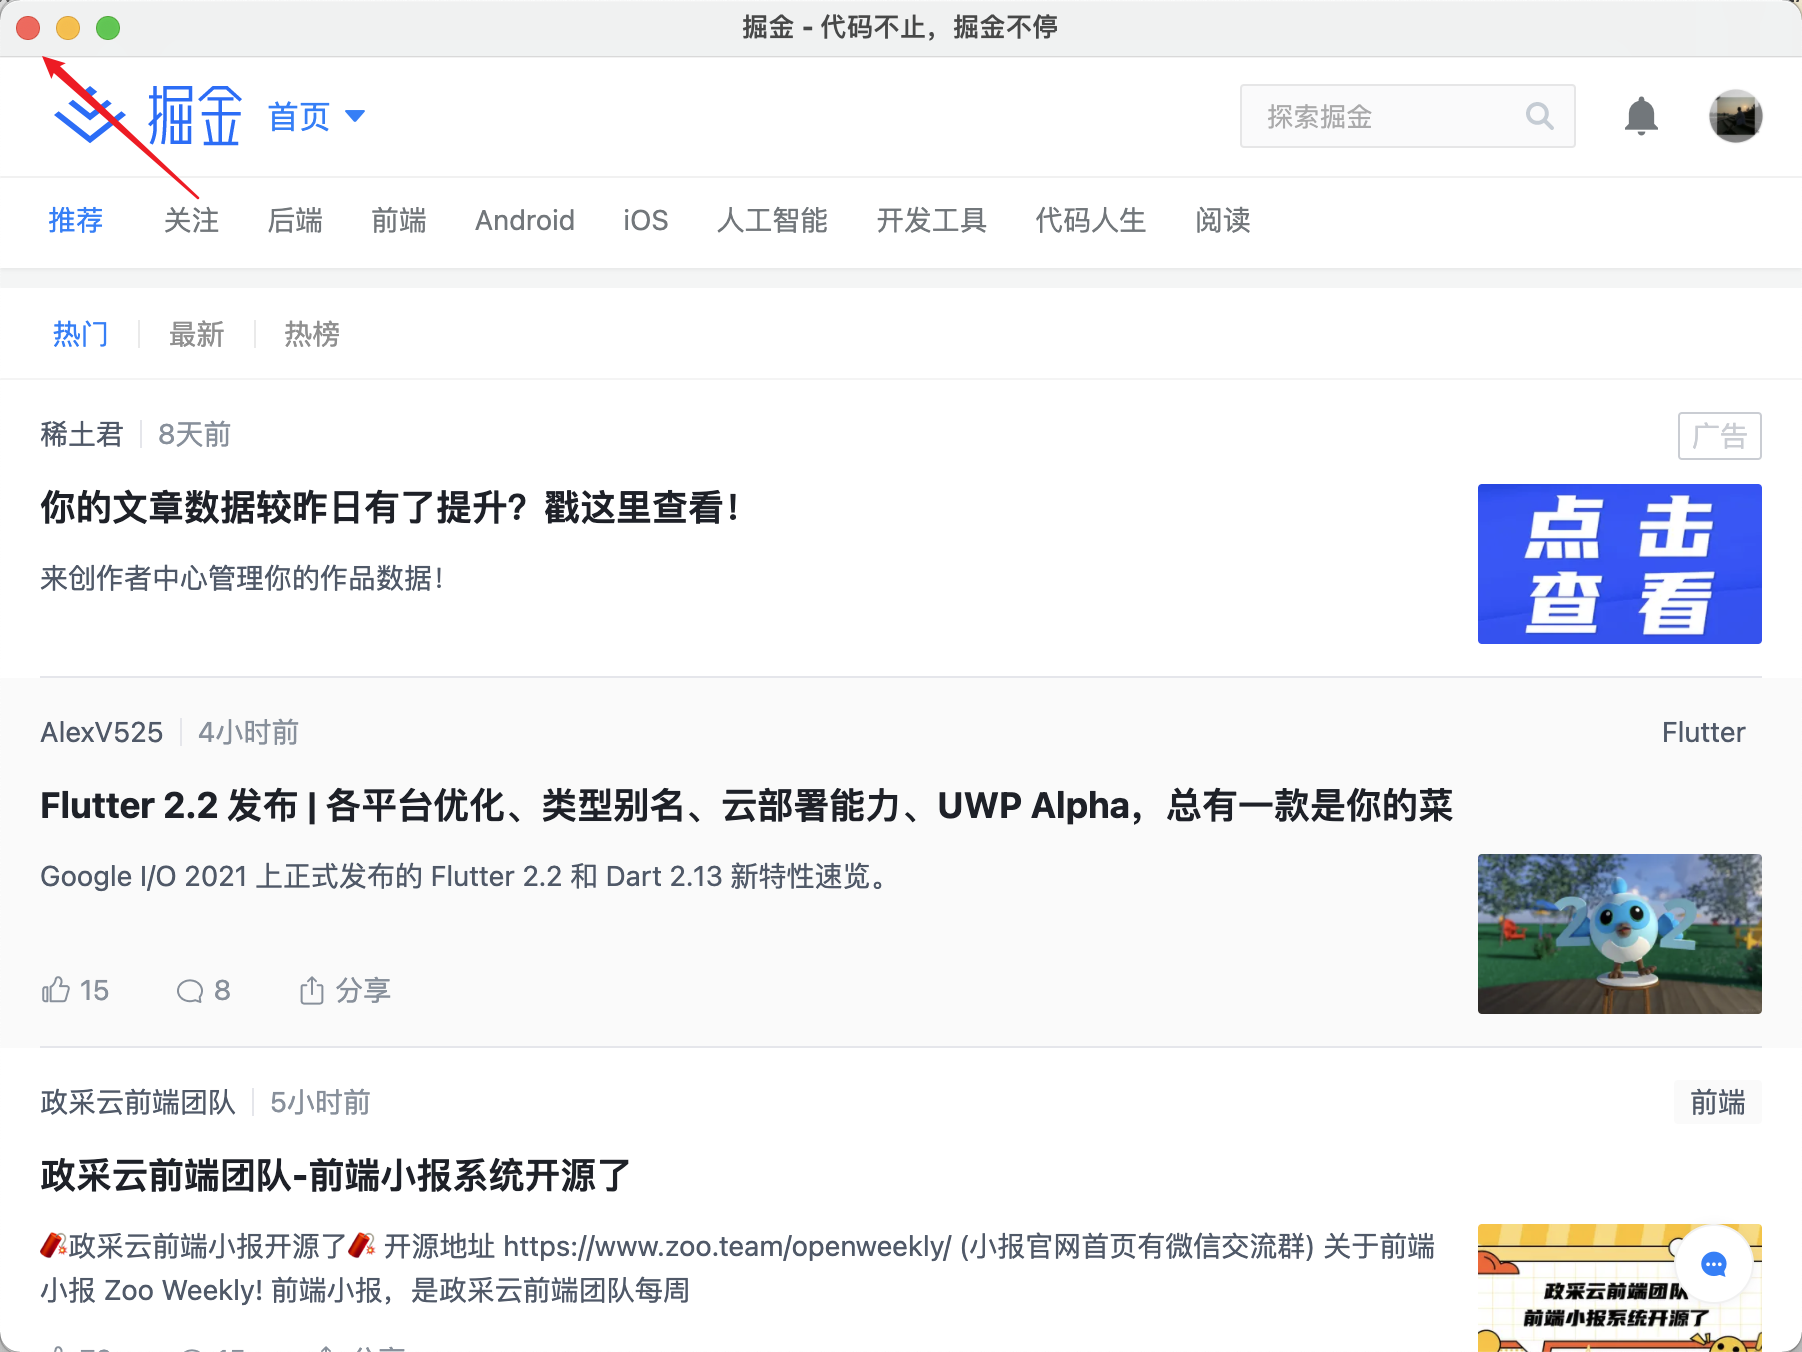 掘金 - 代码不止，掘金不停
掘金 首页
探索掘金
推荐 关注 后端 前端 Android iOS 人工智能 开发工具 代码人生 阅读
热门 最新 热榜
稀土君 8天前
广告
你的文章数据较昨日有了提升？戳这里查看！
来创作者中心管理你的作品数据！
点击
查看
AlexV525 4小时前
Flutter
Flutter 2.2 发布 | 各平台优化、类型别名、云部署能力、UWP Alpha，总有一款是你的菜
Google I/O 2021 上正式发布的 Flutter 2.2 和 Dart 2.13 新特性速览。
2 2
15 8 分享
政采云前端团队 5小时前
前端
政采云前端团队-前端小报系统开源了
🧨政采云前端小报开源了🧨 开源地址 https://www.zoo.team/openweekly/ (小报官网首页有微信交流群) 关于前端
小报 Zoo Weekly! 前端小报，是政采云前端团队每周
政采云前端团队
前端小报系统开源了